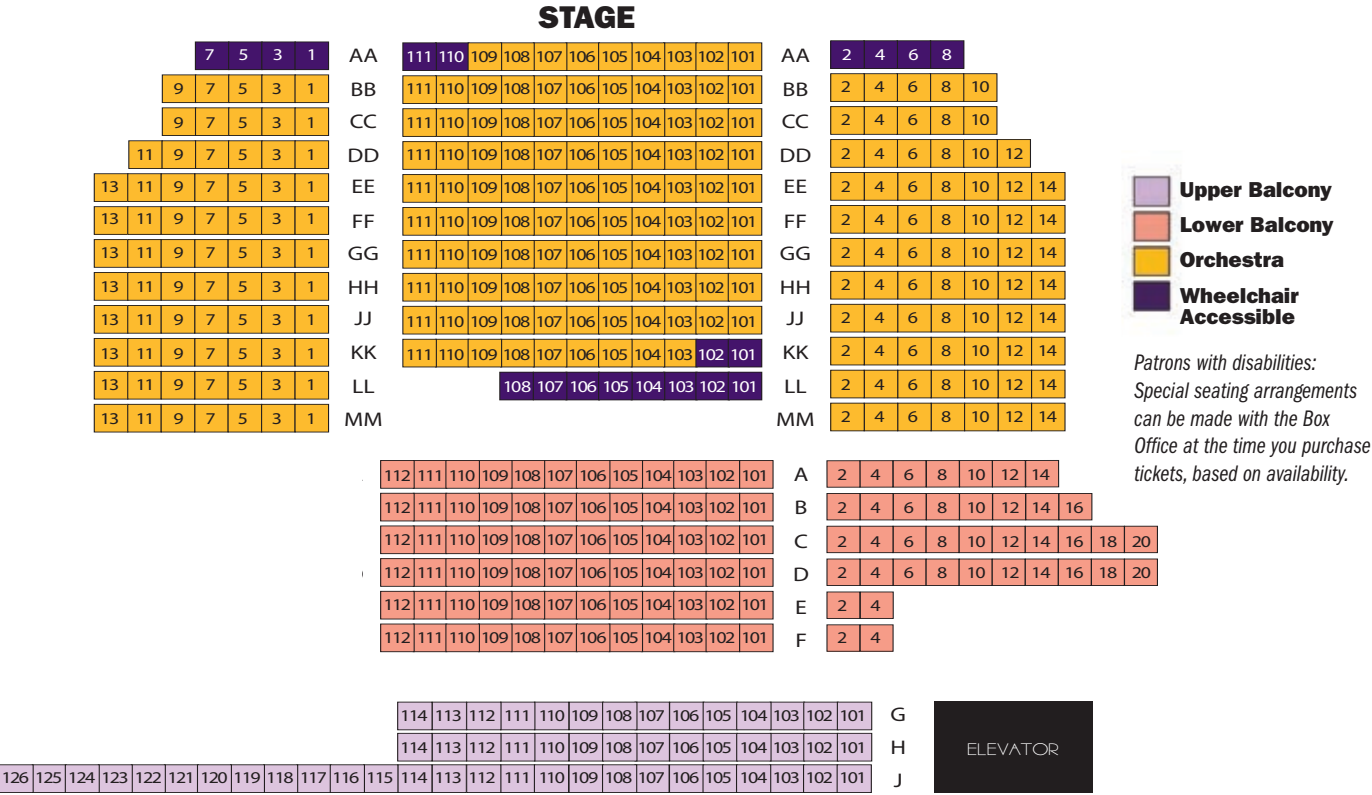 STAGE
7 5 3 1 AA 111 110 109 108 107 106 105 104 103 102 101 AA 2 4 6 8
9 7 5 3 1 BB 111 110 109 108 107 106 105 104 103 102 101 BB 2 4 6 8 10
9 7 5 3 1 CC 111 110 109 108 107 106 105 104 103 102 101 CC 2 4 6 8 10
11 9 7 5 3 1 DD 111 110 109 108 107 106 105 104 103 102 101 DD 2 4 6 8 10 12
13 11 9 7 5 3 1 EE 111 110 109 108 107 106 105 104 103 102 101 EE 2 4 6 8 10 12 14
13 11 9 7 5 3 1 FF 111 110 109 108 107 106 105 104 103 102 101 FF 2 4 6 8 10 12 14
13 11 9 7 5 3 1 GG 111 110 109 108 107 106 105 104 103 102 101 GG 2 4 6 8 10 12 14
13 11 9 7 5 3 1 HH 111 110 109 108 107 106 105 104 103 102 101 HH 2 4 6 8 10 12 14
13 11 9 7 5 3 1 JJ 111 110 109 108 107 106 105 104 103 102 101 JJ 2 4 6 8 10 12 14
13 11 9 7 5 3 1 KK 111 110 109 108 107 106 105 104 103 102 101 KK 2 4 6 8 10 12 14
13 11 9 7 5 3 1 LL 108 107 106 105 104 103 102 101 LL 2 4 6 8 10 12 14
13 11 9 7 5 3 1 MM MM 2 4 6 8 10 12 14
112 111 110 109 108 107 106 105 104 103 102 101 A 2 4 6 8 10 12 14
112 111 110 109 108 107 106 105 104 103 102 101 B 2 4 6 8 10 12 14 16
112 111 110 109 108 107 106 105 104 103 102 101 C 2 4 6 8 10 12 14 16 18 20
112 111 110 109 108 107 106 105 104 103 102 101 D 2 4 6 8 10 12 14 16 18 20
112 111 110 109 108 107 106 105 104 103 102 101 E 2 4
112 111 110 109 108 107 106 105 104 103 102 101 F 2 4
114 113 112 111 110 109 108 107 106 105 104 103 102 101 G
114 113 112 111 110 109 108 107 106 105 104 103 102 101 H
126 125 124 123 122 121 120 119 118 117 116 115 114 113 112 111 110 109 108 107 106 105 104 103 102 101 J
ELEVATOR
Upper Balcony
Lower Balcony
Orchestra
Wheelchair
Accessible
Patrons with disabilities:
Special seating arrangements
can be made with the Box
Office at the time you purchase
tickets, based on availability.